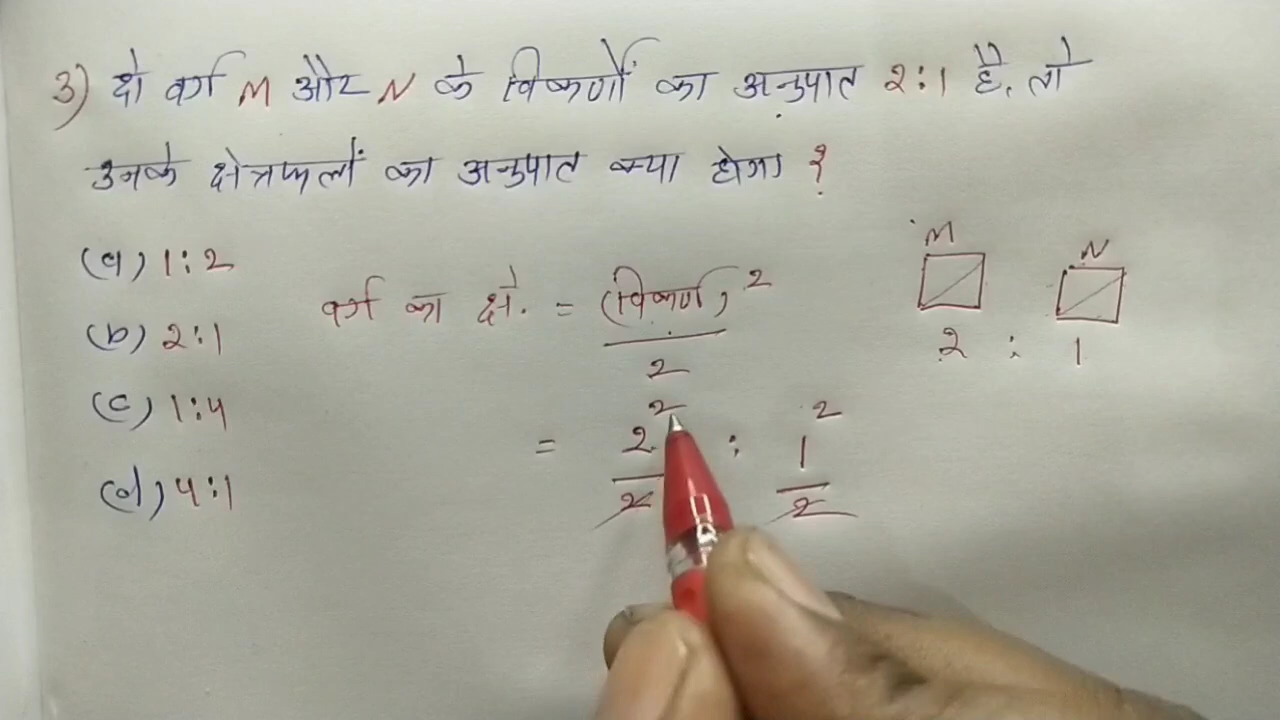 3) दो वर्ग M और N के विकर्णों का अनुपात 2:1 है, तो
उनके क्षेत्रफलों का अनुपात क्या होगा ?
(a) 1:2
(b) 2:1
(c) 1:4
(d) 4:1
वर्ग का क्षे. = (विकर्ण)² / 2
= 2²/2 : 1²/2
M N
2 : 1